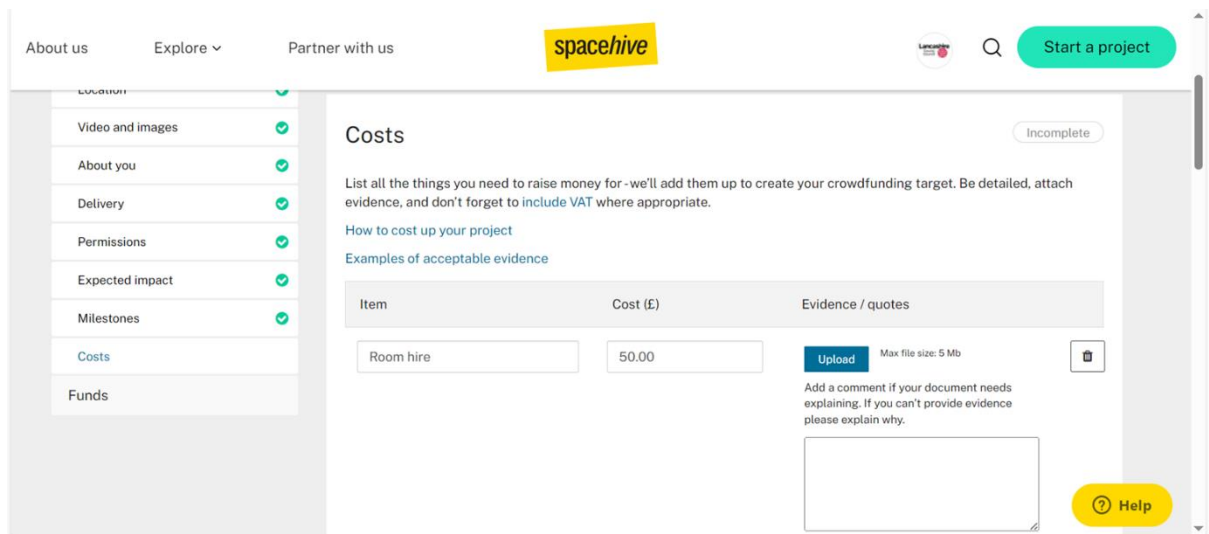 About us
Explore
Partner with us
spacehive
Start a project
Location
Video and images
About you
Delivery
Permissions
Expected impact
Milestones
Costs
Funds
Costs
Incomplete
List all the things you need to raise money for - we'll add them up to create your crowdfunding target. Be detailed, attach
evidence, and don't forget to include VAT where appropriate.
How to cost up your project
Examples of acceptable evidence
Item
Cost (£)
Evidence / quotes
Room hire
50.00
Upload
Max file size: 5 Mb
Add a comment if your document needs
explaining. If you can't provide evidence
please explain why.
Help